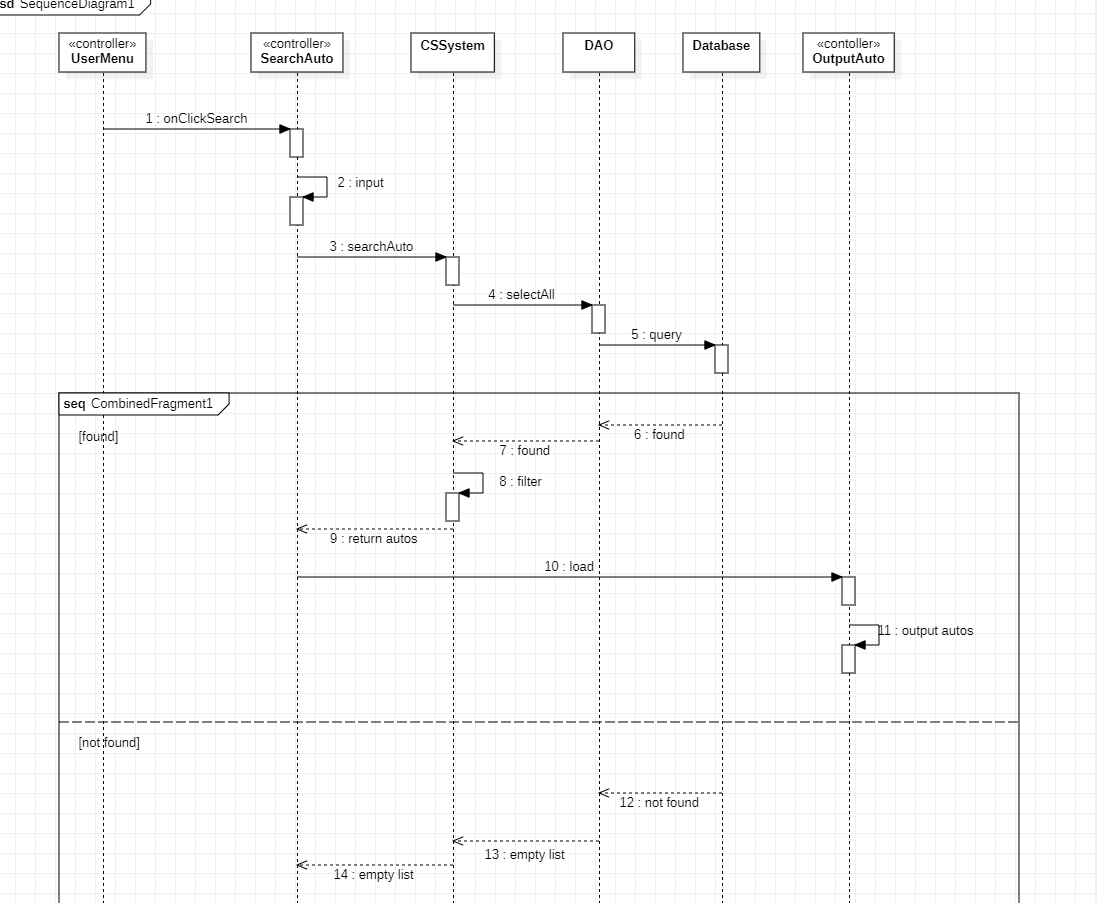 sd SequenceDiagram1
«controller»
UserMenu
«controller»
SearchAuto
CSSystem
DAO
Database
«contoller»
OutputAuto
1 : onClickSearch
2 : input
3 : searchAuto
4 : selectAll
5 : query
seq CombinedFragment1
[found]
6 : found
7 : found
8 : filter
9 : return autos
10 : load
11 : output autos
[not found]
12 : not found
13 : empty list
14 : empty list